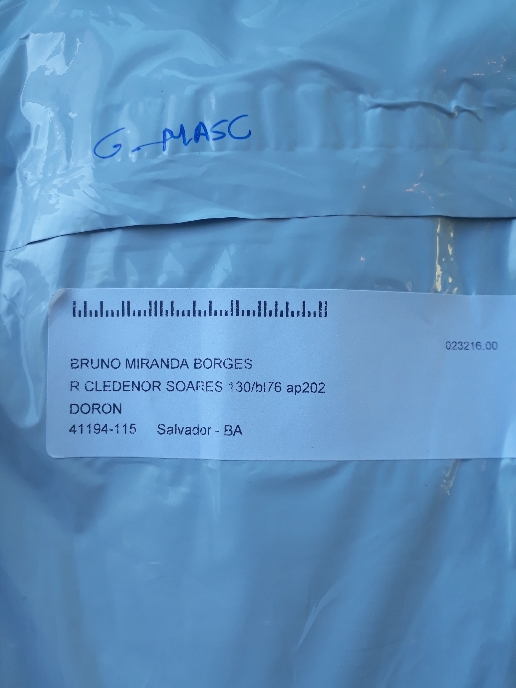 G-MASC
023216.00
BRUNO MIRANDA BORGES
R CLEDENOR SOARES 130/bl76 ap202
DORON
41194-115 Salvador - BA